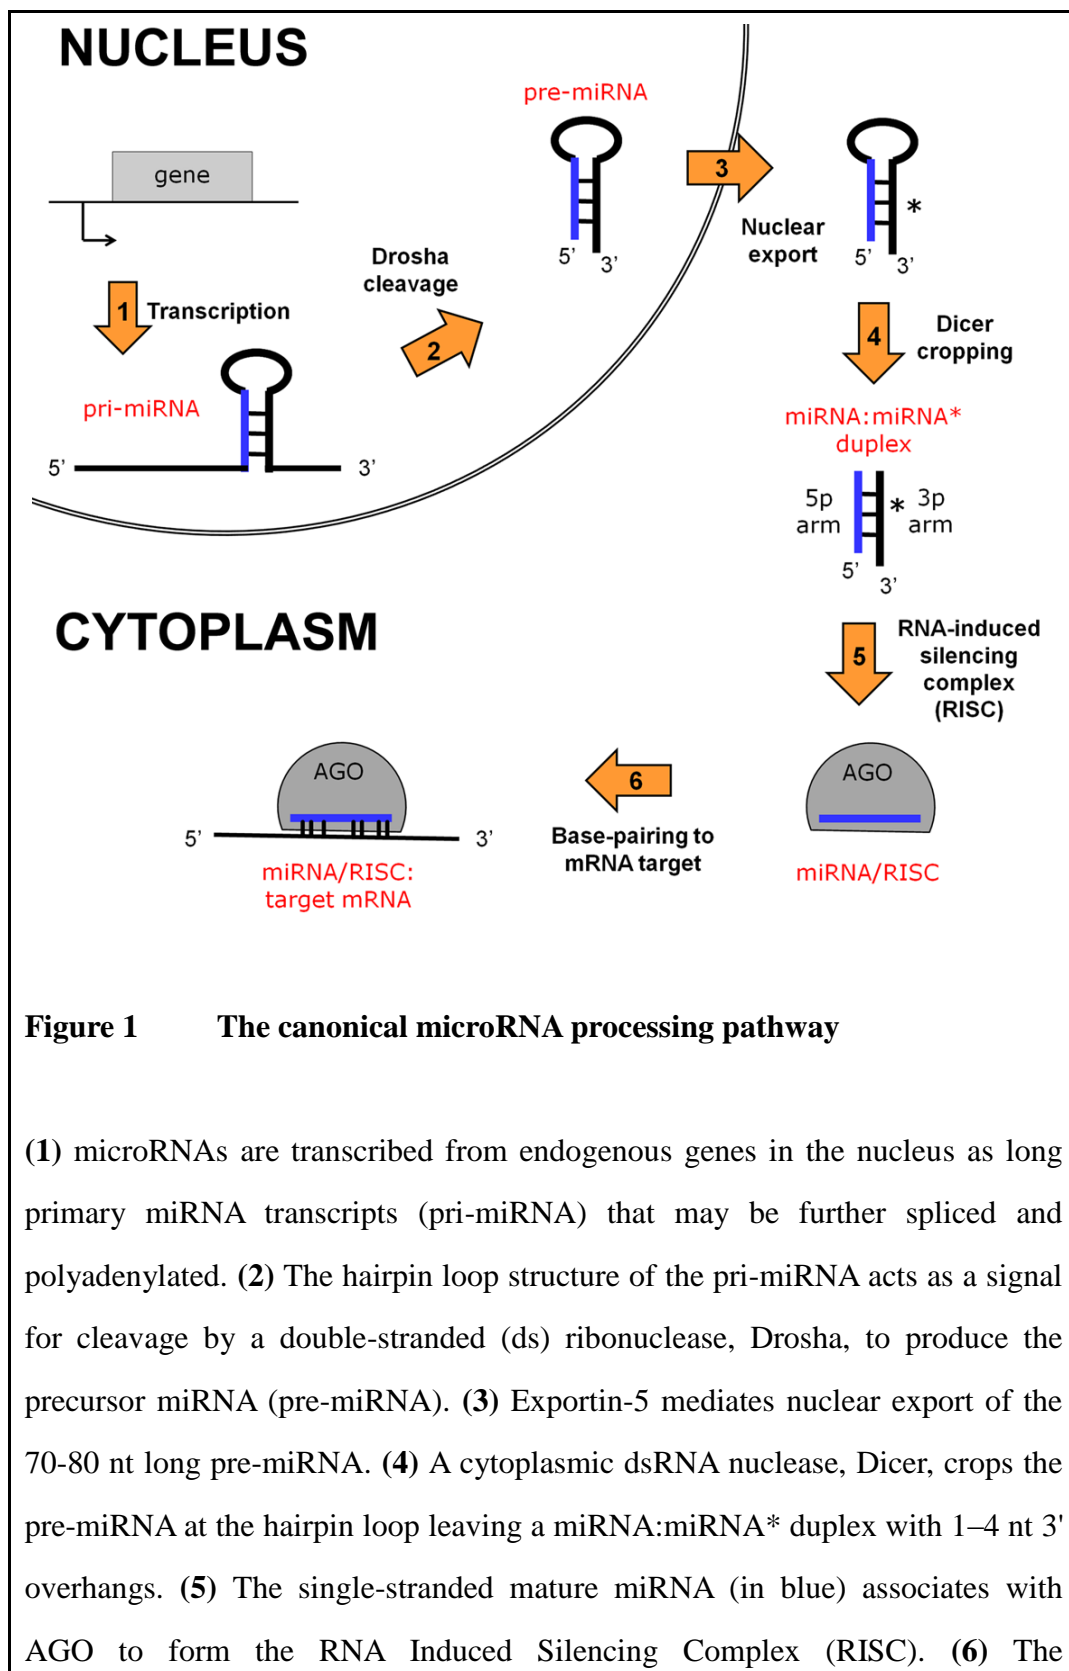 NUCLEUS
pre-miRNA
gene
3
*
Nuclear
export
5’
3’
5’
3’
Drosha
cleavage
1
Transcription
2
4
Dicer
cropping
pri-miRNA
miRNA:miRNA*
duplex
5’
3’
5p
arm
*
3p
arm
5’
3’
CYTOPLASM
5
RNA-induced
silencing
complex
(RISC)
AGO
6
AGO
5’
3’
Base-pairing to
mRNA target
miRNA/RISC:
target mRNA
miRNA/RISC
Figure 1 The canonical microRNA processing pathway
(1) microRNAs are transcribed from endogenous genes in the nucleus as long
primary miRNA transcripts (pri-miRNA) that may be further spliced and
polyadenylated. (2) The hairpin loop structure of the pri-miRNA acts as a signal
for cleavage by a double-stranded (ds) ribonuclease, Drosha, to produce the
precursor miRNA (pre-miRNA). (3) Exportin-5 mediates nuclear export of the
70-80 nt long pre-miRNA. (4) A cytoplasmic dsRNA nuclease, Dicer, crops the
pre-miRNA at the hairpin loop leaving a miRNA:miRNA* duplex with 1–4 nt 3'
overhangs. (5) The single-stranded mature miRNA (in blue) associates with
AGO to form the RNA Induced Silencing Complex (RISC). (6) The